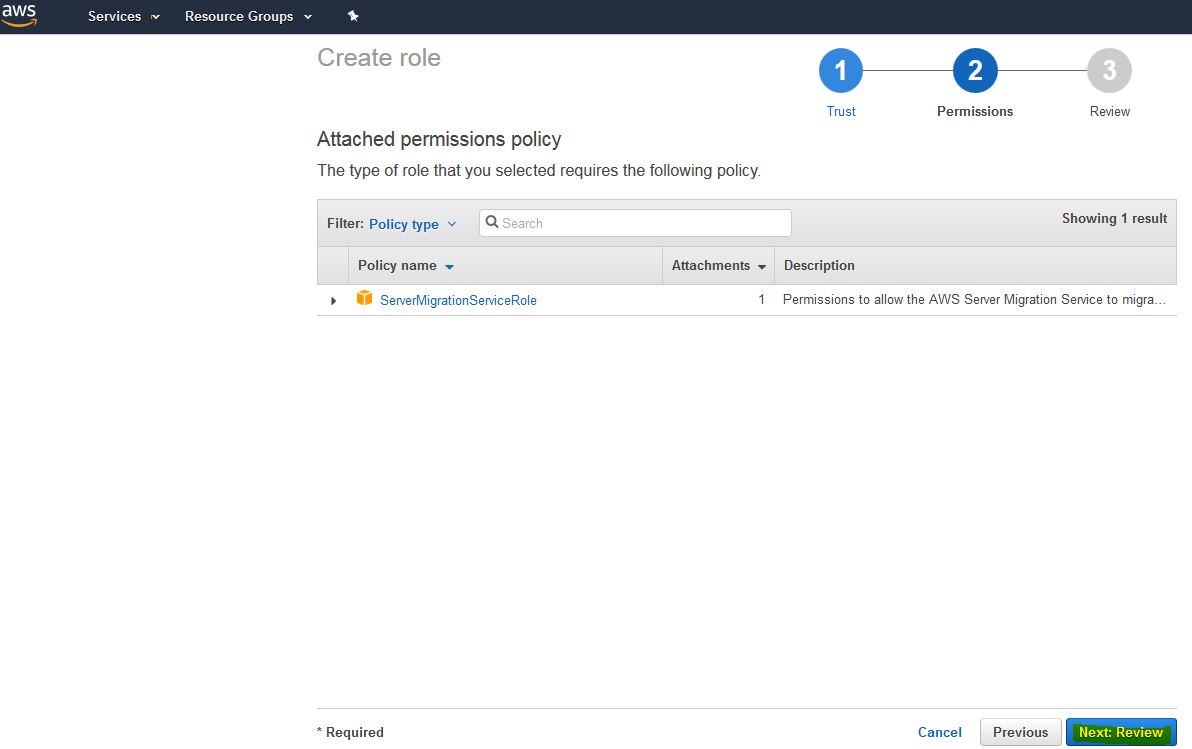 aws Services Resource Groups
Create role
1 2 3
Trust Permissions Review
Attached permissions policy
The type of role that you selected requires the following policy.
Filter: Policy type Search Showing 1 result
Policy name Attachments Description
ServerMigrationServiceRole 1 Permissions to allow the AWS Server Migration Service to migra…
* Required Cancel Previous Next: Review